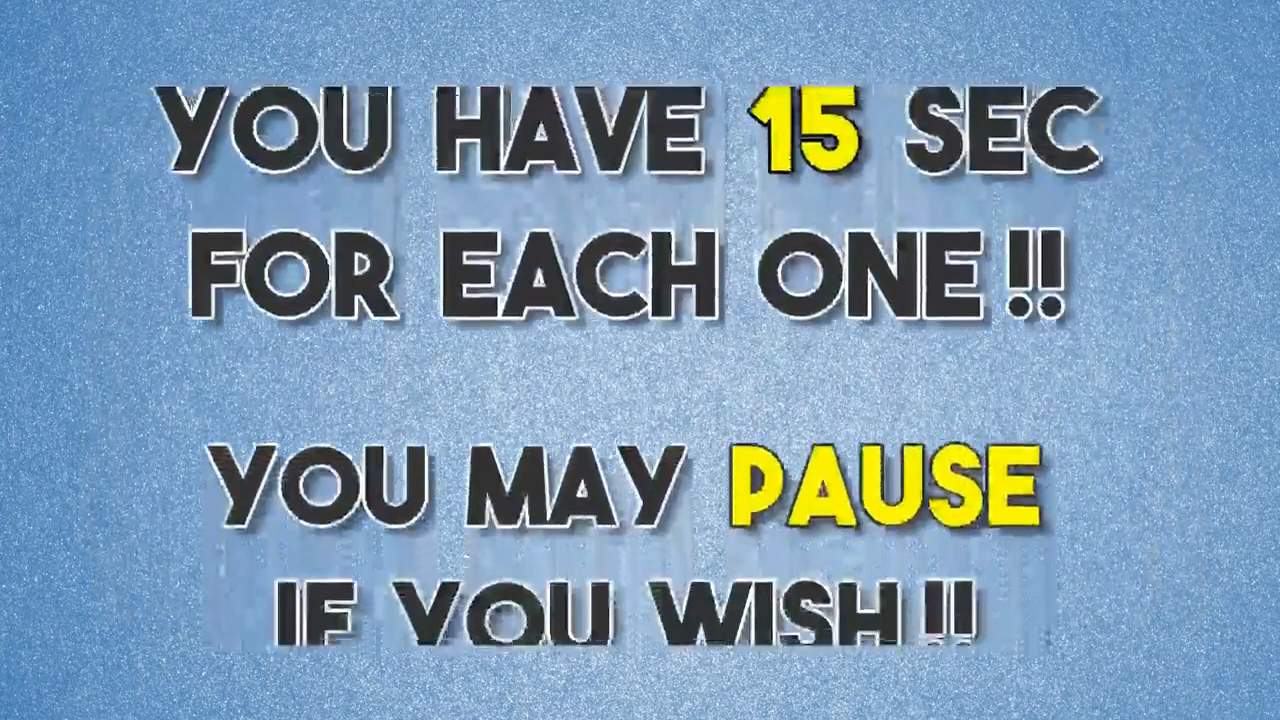 YOU HAVE 15 SEC
FOR EACH ONE!!
YOU MAY PAUSE
IF YOU WISH!!